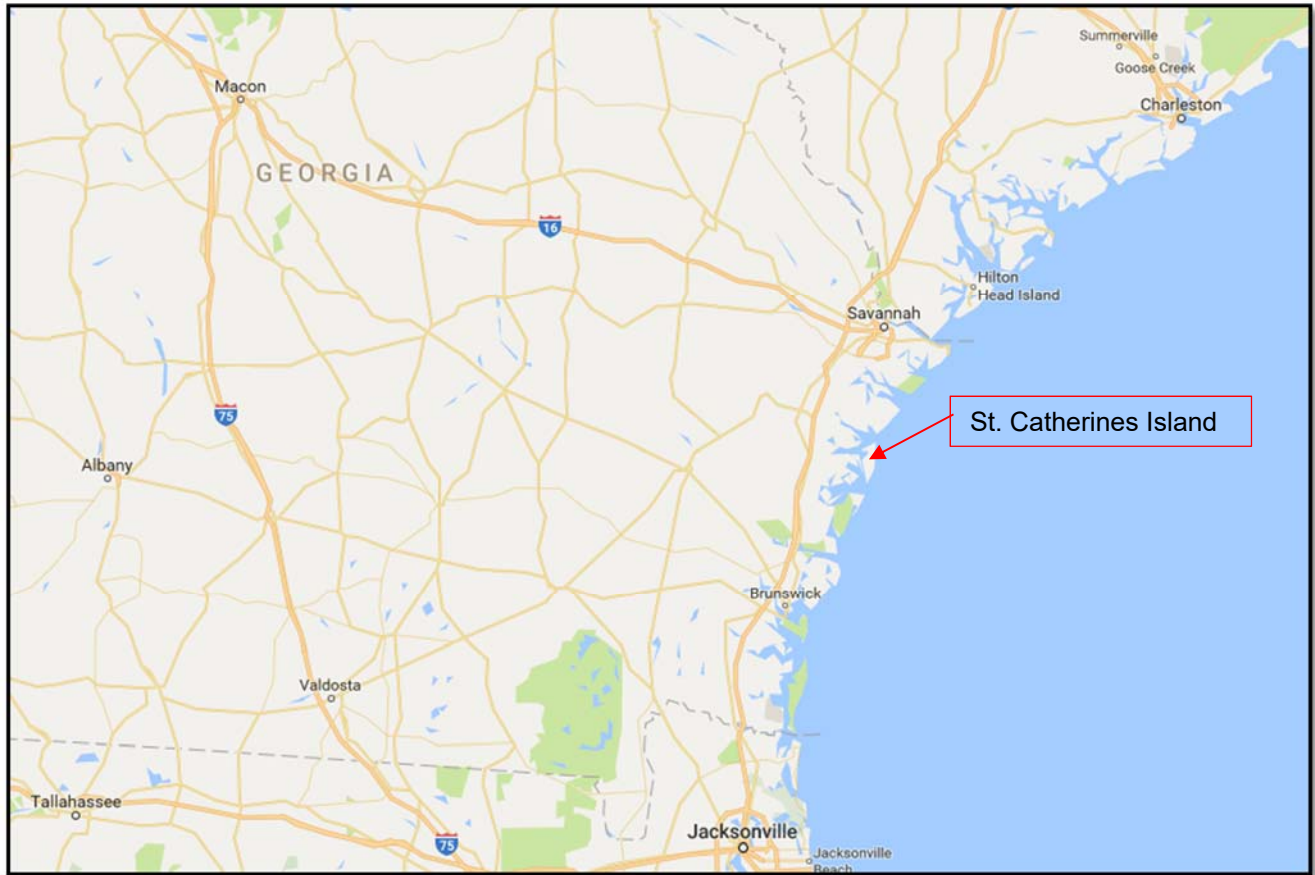 Summerville
Goose Creek
Macon
Charleston
GEORGIA
16
Hilton
Head Island
Savannah
St. Catherines Island
75
Albany
Brunswick
Valdosta
Tallahassee
Jacksonville
75
Jacksonville
Beach